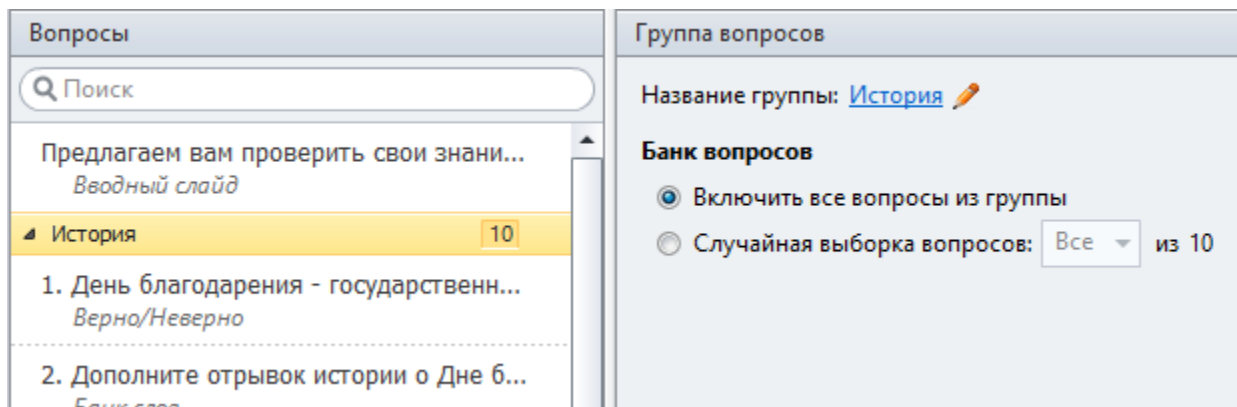 Вопросы
Поиск
Предлагаем вам проверить свои знани...
Вводный слайд
История 10
1. День благодарения - государственн...
Верно/Неверно
2. Дополните отрывок истории о Дне б...
Банк слов
Группа вопросов
Название группы: История
Банк вопросов
Включить все вопросы из группы
Случайная выборка вопросов: Все из 10